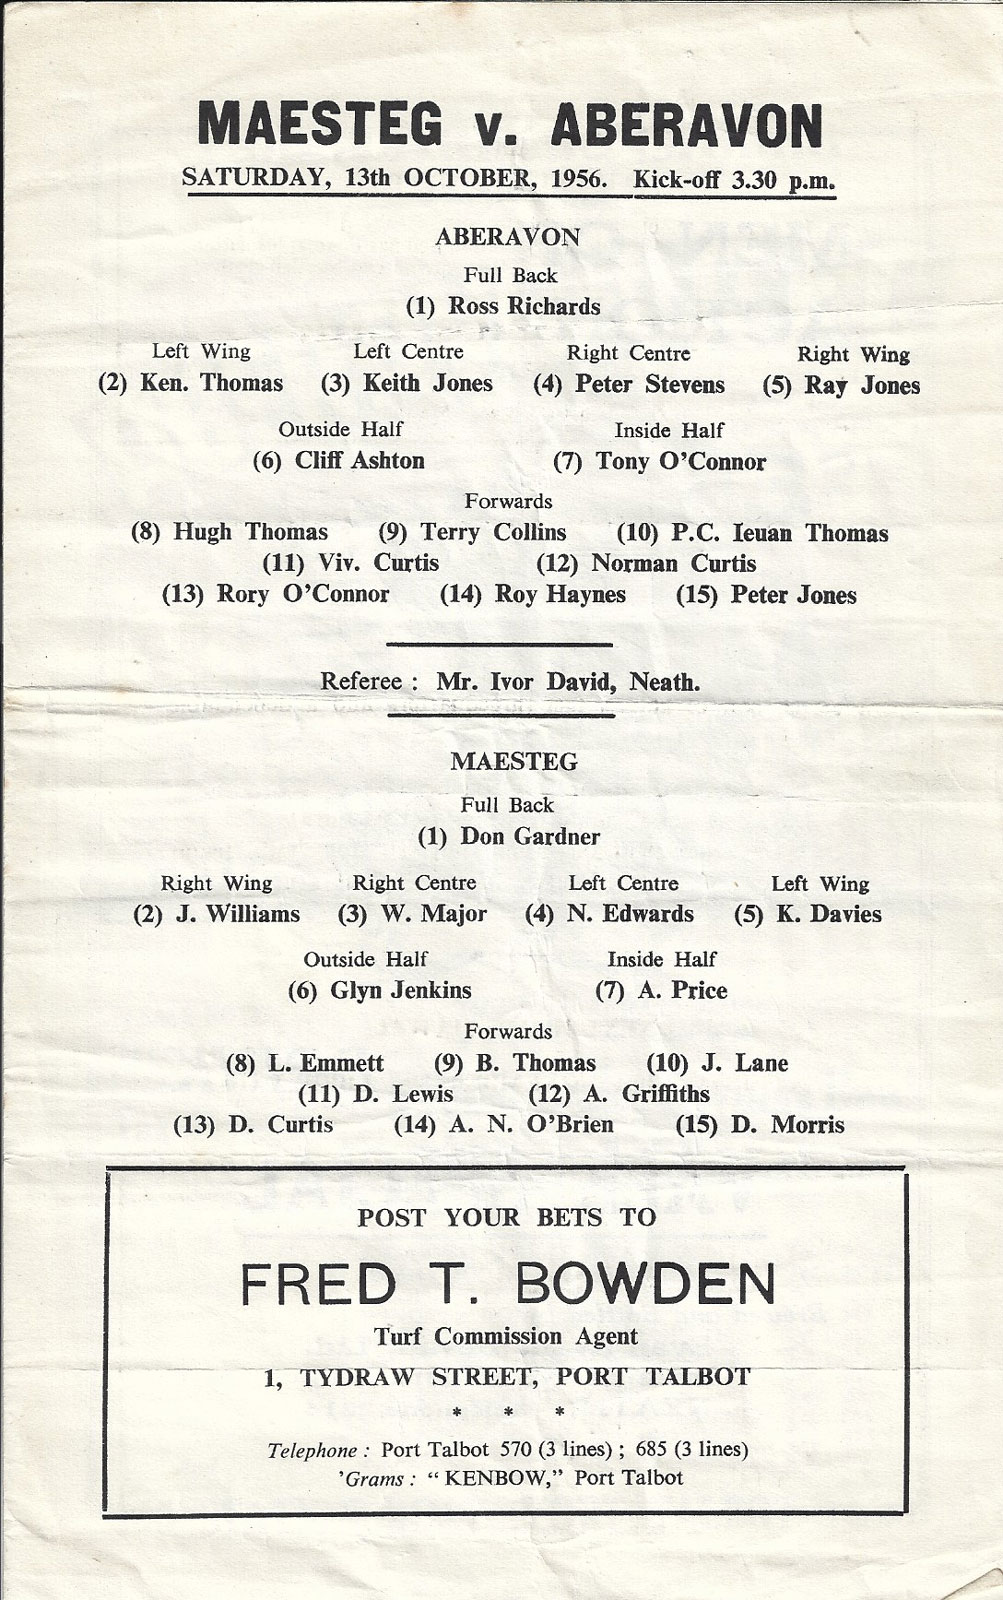 MAESTEG v. ABERAVON
SATURDAY, 13th OCTOBER, 1956. Kick-off 3.30 p.m.
ABERAVON
Full Back
(1) Ross Richards
Left Wing Left Centre Right Centre Right Wing
(2) Ken. Thomas (3) Keith Jones (4) Peter Stevens (5) Ray Jones
Outside Half Inside Half
(6) Cliff Ashton (7) Tony O'Connor
Forwards
(8) Hugh Thomas (9) Terry Collins (10) P.C. Ieuan Thomas
(11) Viv. Curtis (12) Norman Curtis
(13) Rory O'Connor (14) Roy Haynes (15) Peter Jones
Referee : Mr. Ivor David, Neath.
MAESTEG
Full Back
(1) Don Gardner
Right Wing Right Centre Left Centre Left Wing
(2) J. Williams (3) W. Major (4) N. Edwards (5) K. Davies
Outside Half Inside Half
(6) Glyn Jenkins (7) A. Price
Forwards
(8) L. Emmett (9) B. Thomas (10) J. Lane
(11) D. Lewis (12) A. Griffiths
(13) D. Curtis (14) A. N. O'Brien (15) D. Morris
POST YOUR BETS TO
FRED T. BOWDEN
Turf Commission Agent
1, TYDRAW STREET, PORT TALBOT
* * *
Telephone : Port Talbot 570 (3 lines) ; 685 (3 lines)
'Grams : "KENBOW," Port Talbot